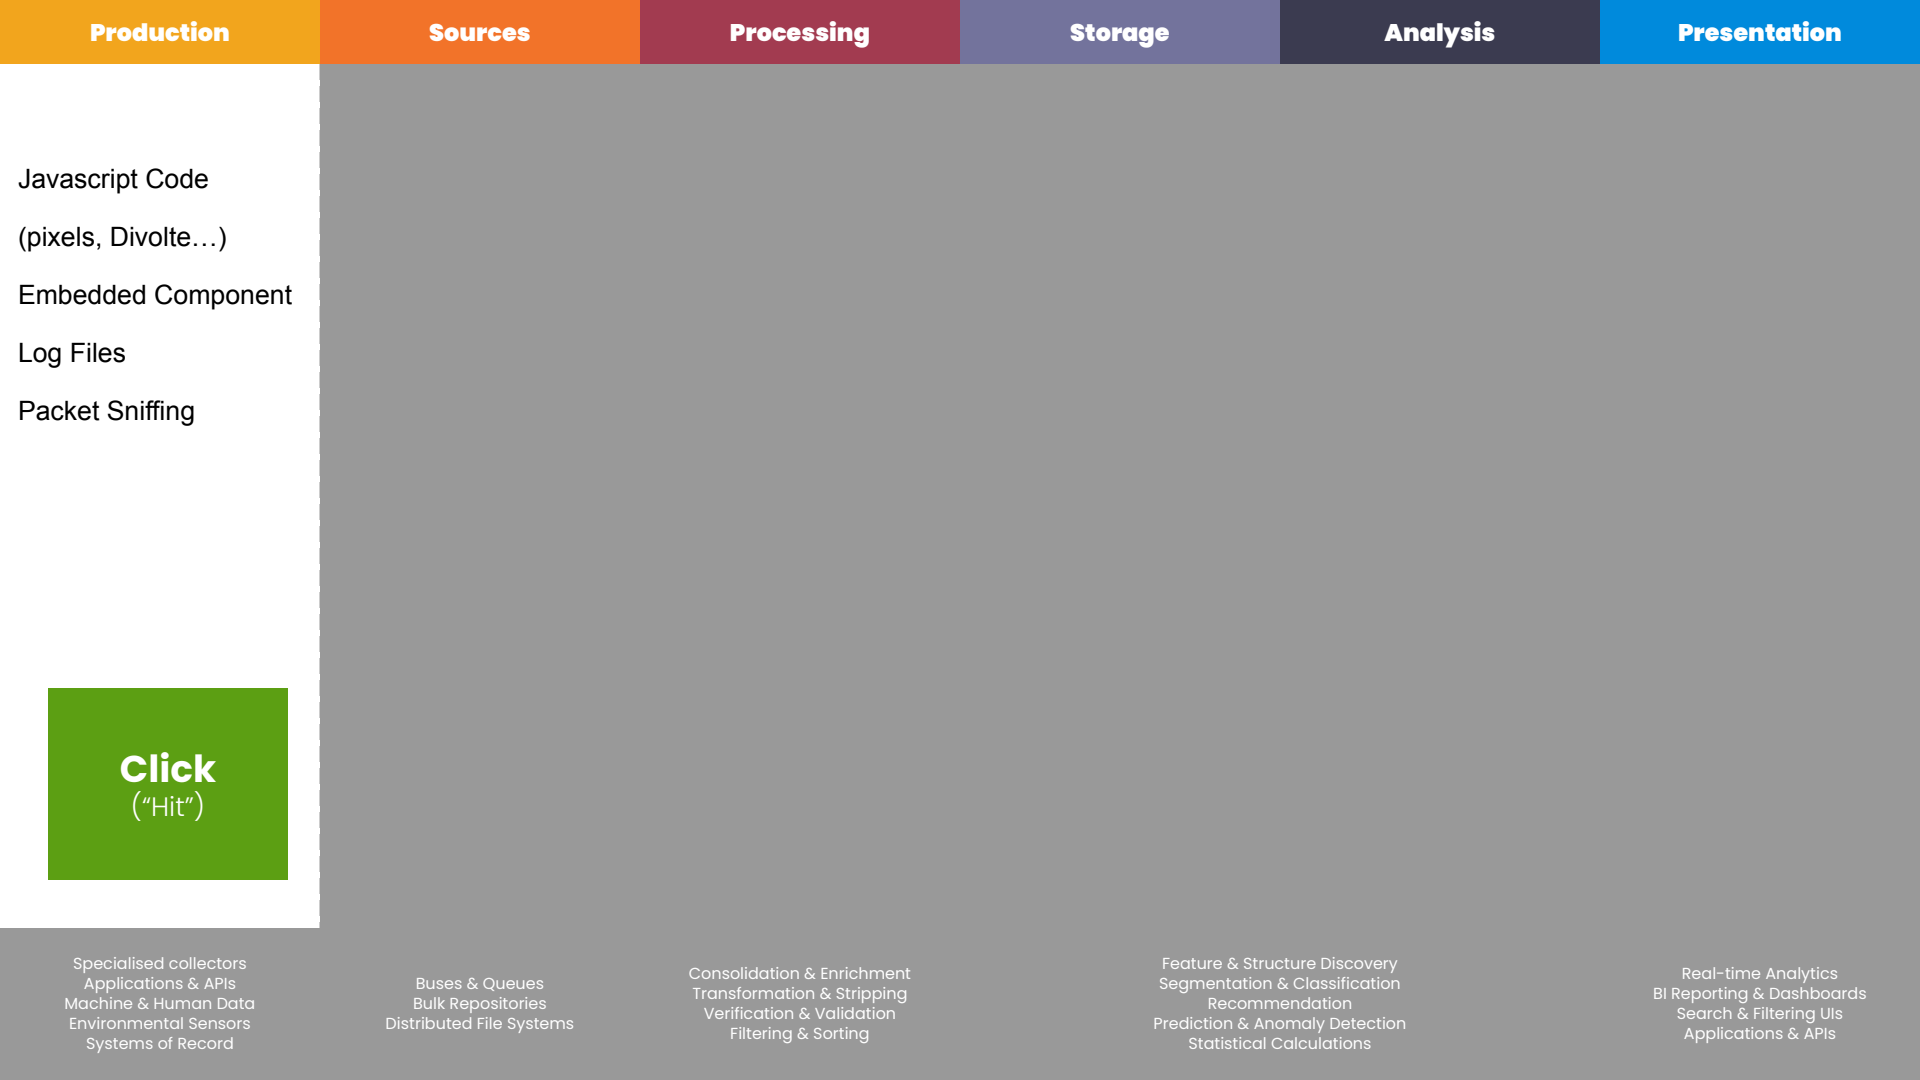 Production
Sources
Processing
Storage
Analysis
Presentation
Javascript Code
(pixels, Divolte…)
Embedded Component
Log Files
Packet Sniffing
Click
(“Hit”)
Specialised collectors
Applications & APIs
Machine & Human Data
Environmental Sensors
Systems of Record
Buses & Queues
Bulk Repositories
Distributed File Systems
Consolidation & Enrichment
Transformation & Stripping
Verification & Validation
Filtering & Sorting
Feature & Structure Discovery
Segmentation & Classification
Recommendation
Prediction & Anomaly Detection
Statistical Calculations
Real-time Analytics
BI Reporting & Dashboards
Search & Filtering UIs
Applications & APIs